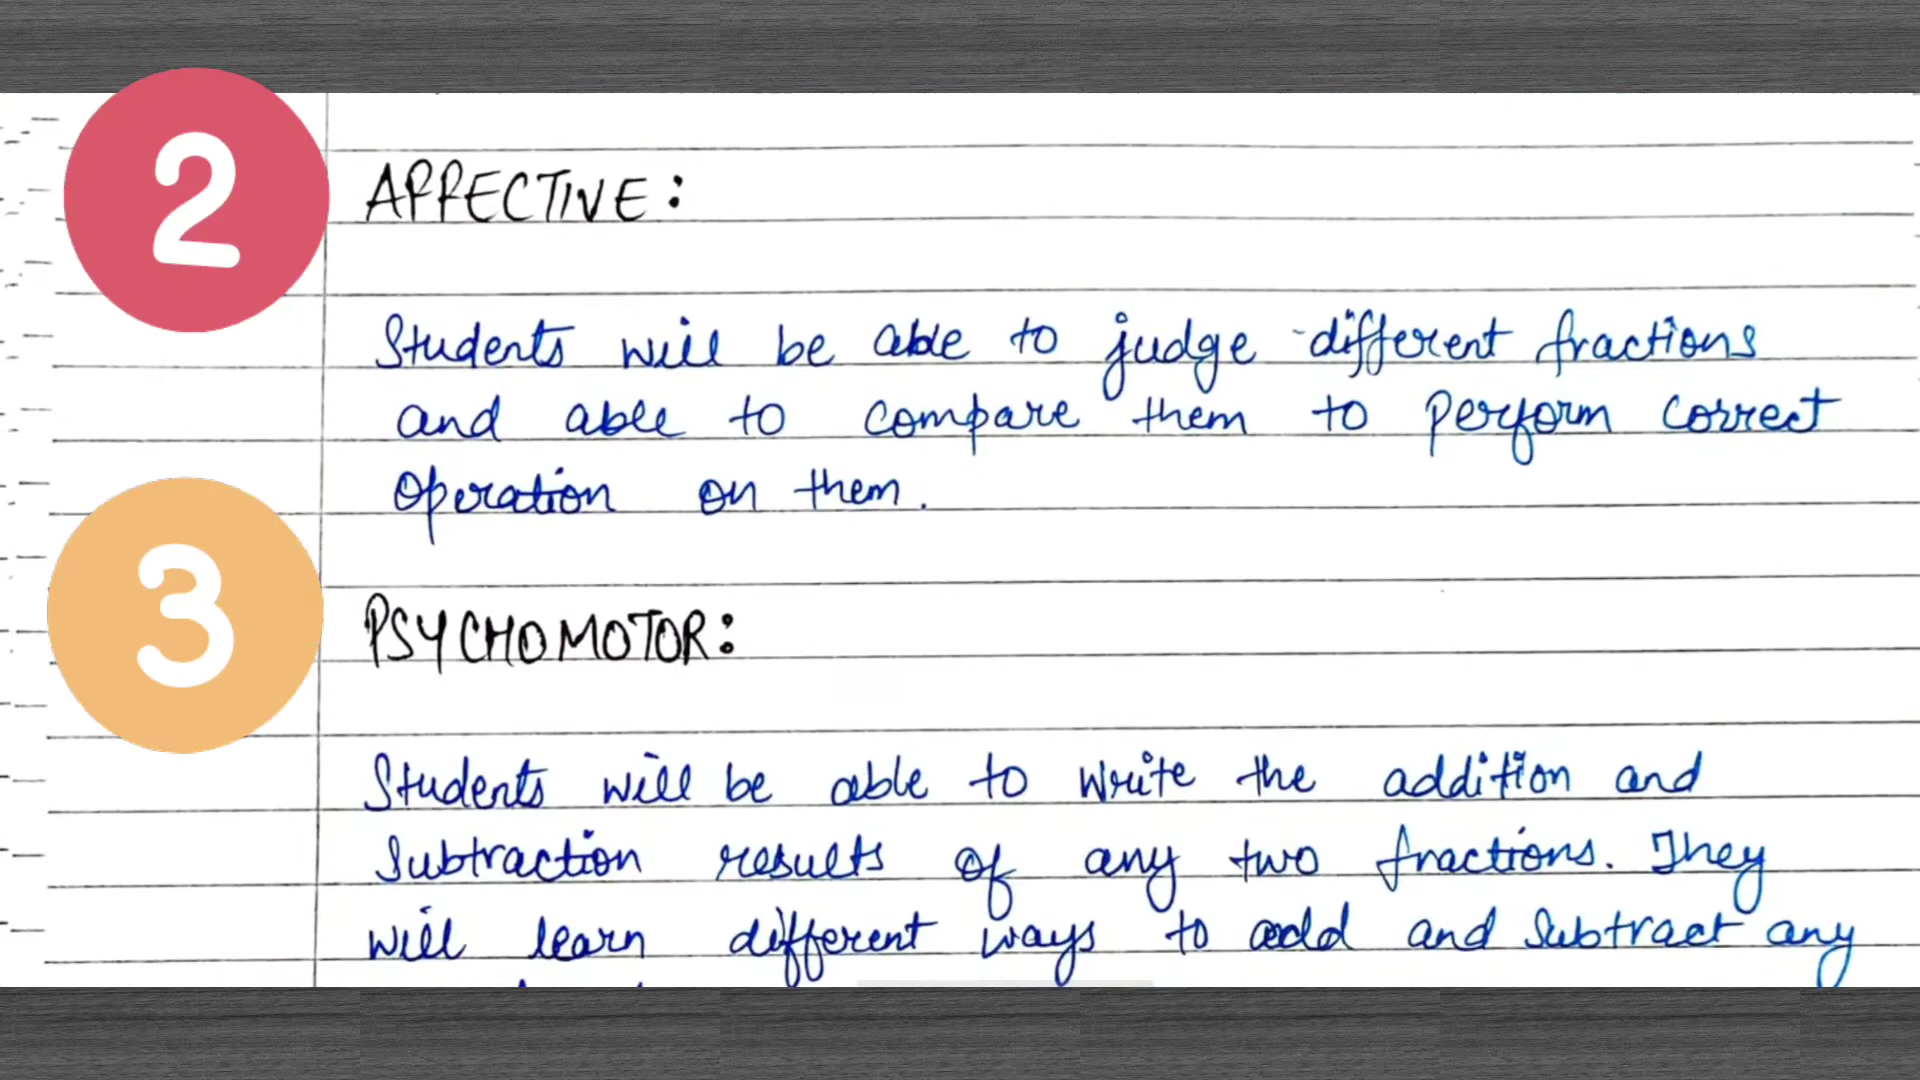 2
AFFECTIVE:
Students will be able to judge different fractions
and able to compare them to perform correct
operation on them.
3
PSYCHOMOTOR:
Students will be able to write the addition and
Subtraction results of any two fractions. They
will learn different ways to add and subtract any